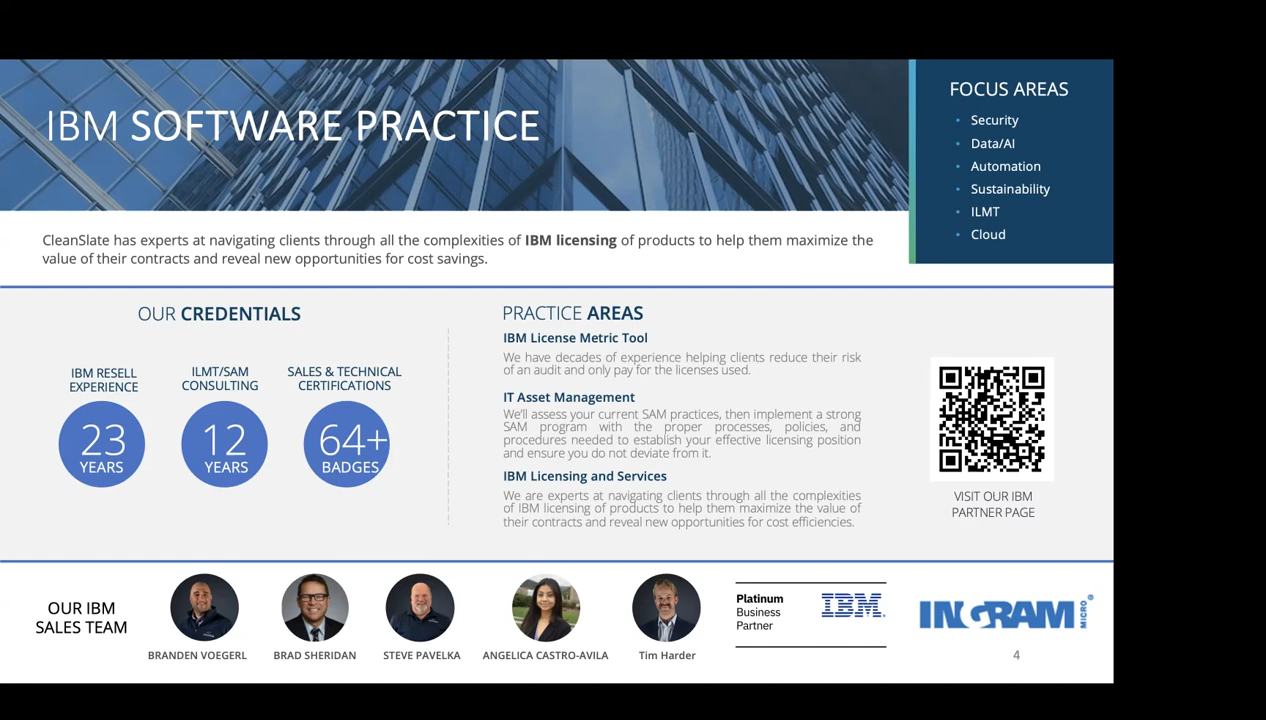 IBM SOFTWARE PRACTICE
FOCUS AREAS
• Security
• Data/AI
• Automation
• Sustainability
• ILMT
• Cloud
CleanSlate has experts at navigating clients through all the complexities of IBM licensing of products to help them maximize the
value of their contracts and reveal new opportunities for cost savings.
OUR CREDENTIALS
IBM RESELL
EXPERIENCE
23
YEARS
ILMT/SAM
CONSULTING
12
YEARS
SALES & TECHNICAL
CERTIFICATIONS
64+
BADGES
PRACTICE AREAS
IBM License Metric Tool
We have decades of experience helping clients reduce their risk
of an audit and only pay for the licenses used.
IT Asset Management
We'll assess your current SAM practices, then implement a strong
SAM program with the proper processes, policies, and
procedures needed to establish your effective licensing position
and ensure you do not deviate from it.
IBM Licensing and Services
We are experts at navigating clients through all the complexities
of IBM licensing of products to help them maximize the value of
their contracts and reveal new opportunities for cost efficiencies.
VISIT OUR IBM
PARTNER PAGE
OUR IBM
SALES TEAM
BRANDEN VOEGERL
BRAD SHERIDAN
STEVE PAVELKA
ANGELICA CASTRO-AVILA
Tim Harder
Platinum
Business
Partner
IBM
INGRAM MICRO
4